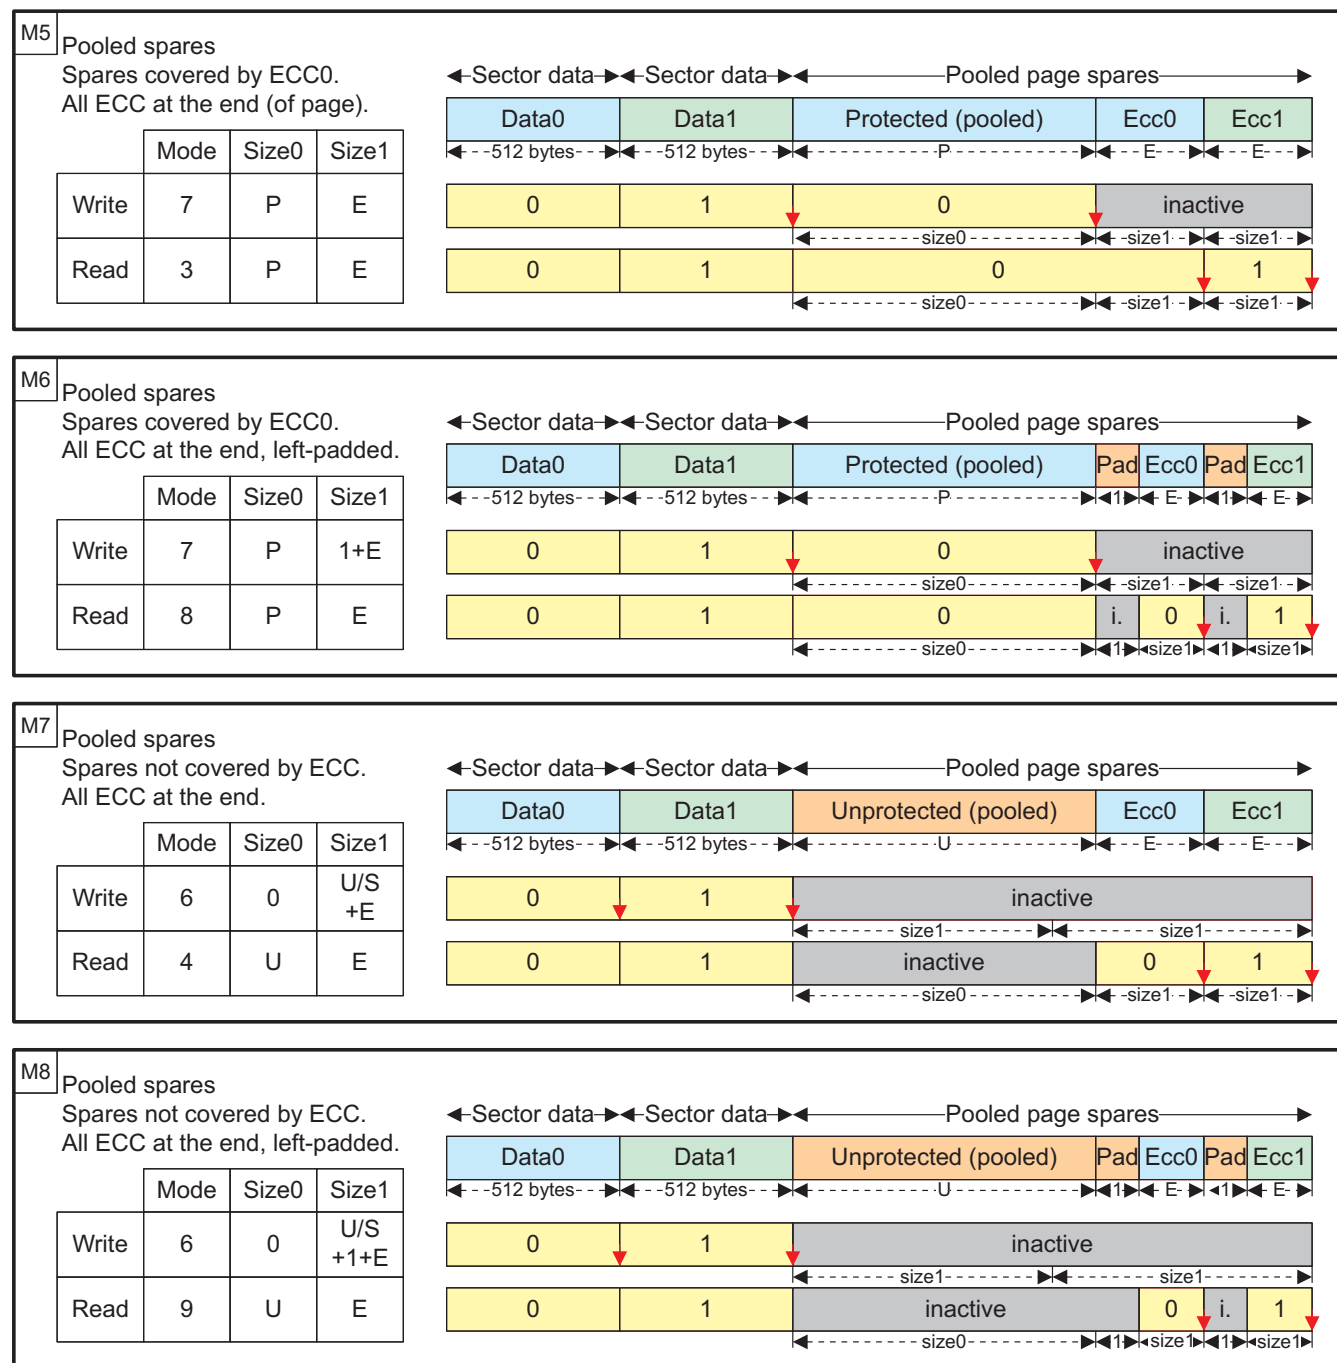 M5
Pooled spares
Spares covered by ECC0.
All ECC at the end (of page).
Mode Size0 Size1
Write 7 P E
Read 3 P E
Sector data Sector data Pooled page spares
Data0 Data1 Protected (pooled) Ecc0 Ecc1
512 bytes 512 bytes P E E
0 1 0 inactive
size0 size1 size1
0 1 0 1
size0 size1 size1
M6
Pooled spares
Spares covered by ECC0.
All ECC at the end, left-padded.
Mode Size0 Size1
Write 7 P 1+E
Read 8 P E
Sector data Sector data Pooled page spares
Data0 Data1 Protected (pooled) Pad Ecc0 Pad Ecc1
512 bytes 512 bytes P 1 E 1 E
0 1 0 inactive
size0 size1 size1
0 1 0 i. 0 i. 1
size0 1 size1 1 size1
M7
Pooled spares
Spares not covered by ECC.
All ECC at the end.
Mode Size0 Size1
Write 6 0 U/S
+E
Read 4 U E
Sector data Sector data Pooled page spares
Data0 Data1 Unprotected (pooled) Ecc0 Ecc1
512 bytes 512 bytes U E E
0 1 inactive
size1 size1
0 1 inactive 0 1
size0 size1 size1
M8
Pooled spares
Spares not covered by ECC.
All ECC at the end, left-padded.
Mode Size0 Size1
Write 6 0 U/S
+1+E
Read 9 U E
Sector data Sector data Pooled page spares
Data0 Data1 Unprotected (pooled) Pad Ecc0 Pad Ecc1
512 bytes 512 bytes U 1 E 1 E
0 1 inactive
size1 size1
0 1 inactive 0 i. 1
size0 1 size1 1 size1